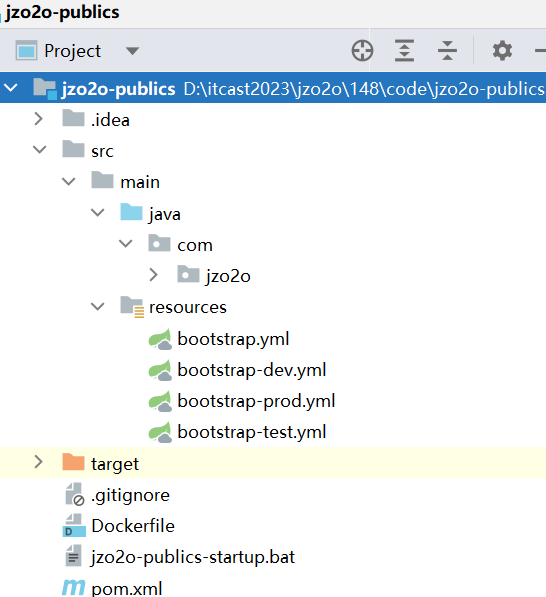 jzo2o-publics
Project
jzo2o-publics D:\itcast2023\jzo2o\148\code\jzo2o-publics
.idea
src
main
java
com
jzo2o
resources
bootstrap.yml
bootstrap-dev.yml
bootstrap-prod.yml
bootstrap-test.yml
target
.gitignore
D
Dockerfile
jzo2o-publics-startup.bat
m pom.xml